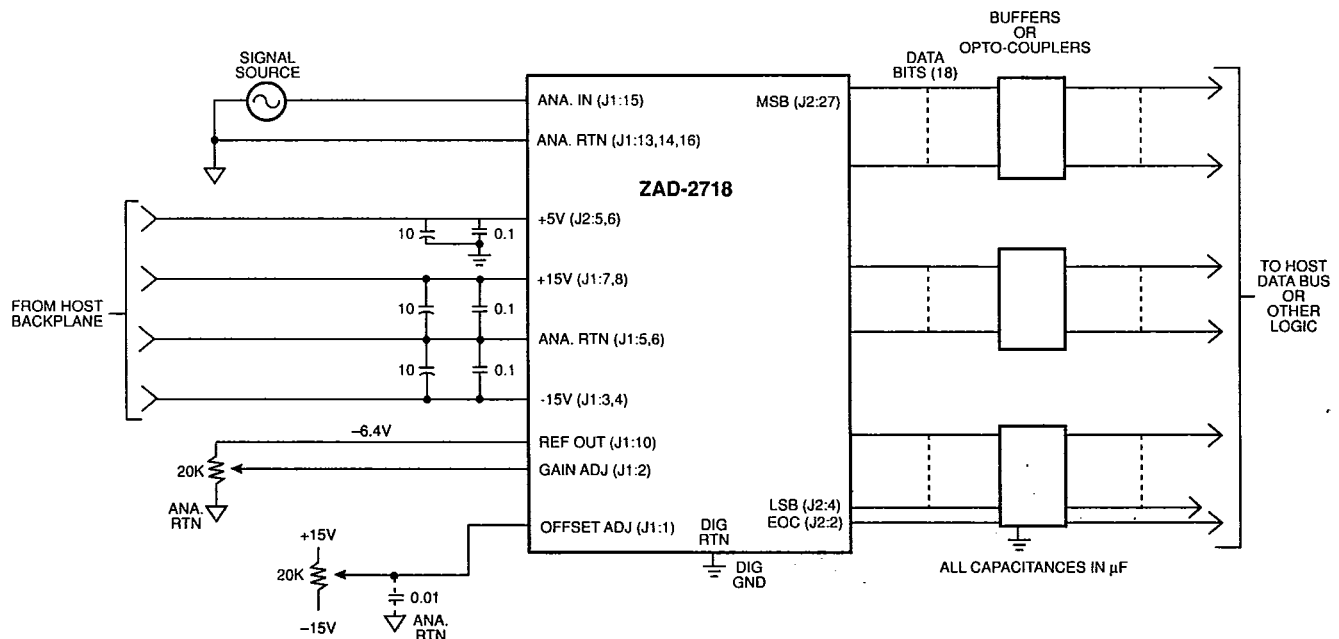 SIGNAL
SOURCE
ANA. IN (J1:15)
ANA. RTN (J1:13,14,16)
ZAD-2718
MSB (J2:27)
DATA
BITS (18)
BUFFERS
OR
OPTO-COUPLERS
+5V (J2:5,6)
10
0.1
+15V (J1:7,8)
10
0.1
FROM HOST
BACKPLANE
ANA. RTN (J1:5,6)
10
0.1
-15V (J1:3,4)
TO HOST
DATA BUS
OR
OTHER
LOGIC
–6.4V
REF OUT (J1:10)
20K
GAIN ADJ (J1:2)
ANA.
RTN
OFFSET ADJ (J1:1)
LSB (J2:4)
EOC (J2:2)
DIG
RTN
DIG
GND
+15V
20K
0.01
ANA.
RTN
–15V
ALL CAPACITANCES IN µF